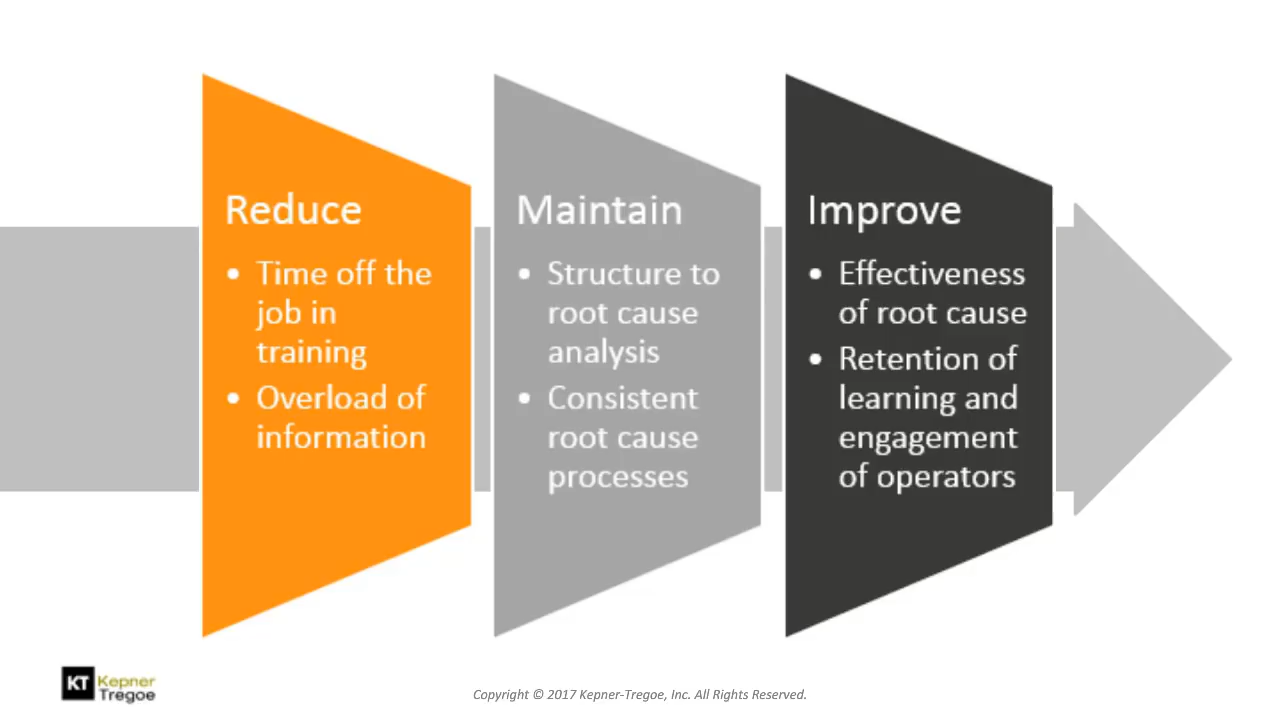 Reduce
• Time off the
job in
training
• Overload of
information
Maintain
• Structure to
root cause
analysis
• Consistent
root cause
processes
Improve
• Effectiveness
of root cause
• Retention of
learning and
engagement
of operators
KT Kepner
Tregoe
Copyright © 2017 Kepner-Tregoe, Inc. All Rights Reserved.